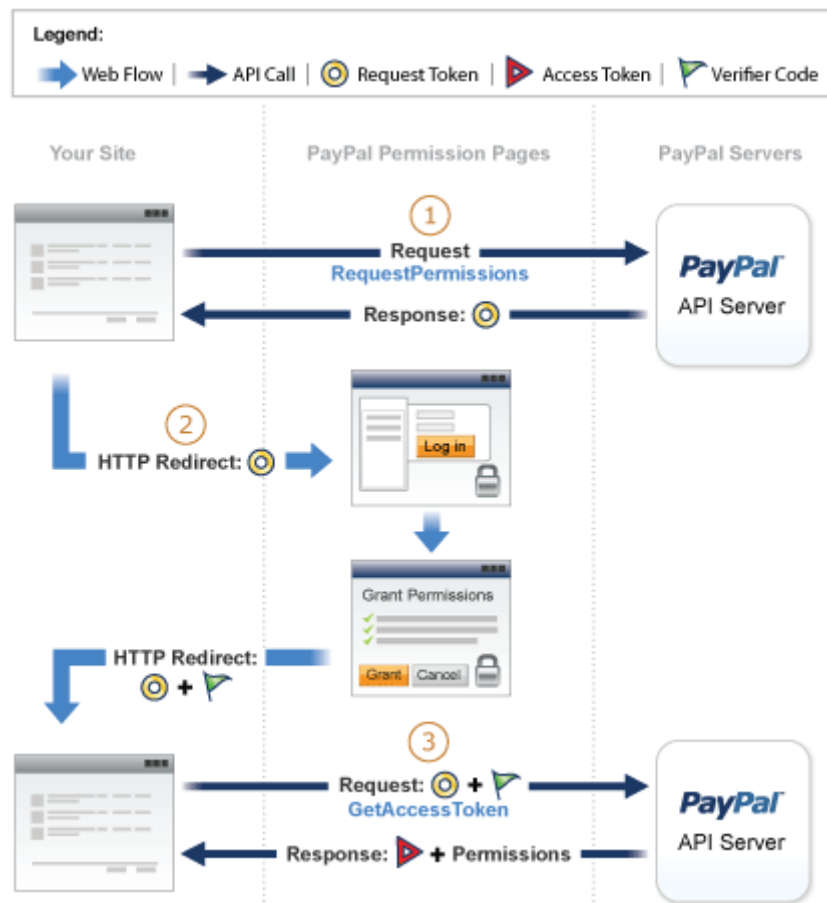 Legend:
Web Flow | API Call | Request Token | Access Token | Verifier Code
Your Site
PayPal Permission Pages
PayPal Servers
1
Request
RequestPermissions
Response:
PayPal™
API Server
2
HTTP Redirect:
Log in
Grant Permissions
Grant
Cancel
HTTP Redirect:
+
3
Request: +
GetAccessToken
Response: + Permissions
PayPal™
API Server